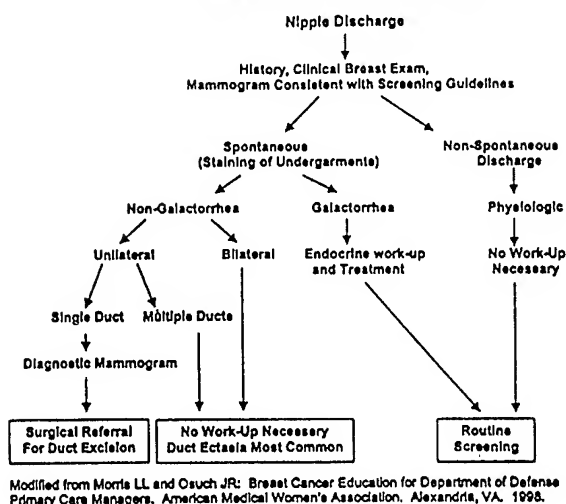 Nipple Discharge
History, Clinical Breast Exam,
Mammogram Consistent with Screening Guidelines
Spontaneous
(Staining of Undergarments)
Non-Spontaneous
Discharge
Non-Galactorrhea
Galactorrhea
Physiologic
Unilateral
Bilateral
Endocrine work-up
and Treatment
No Work-Up
Necessary
Single Duct
Multiple Ducts
Diagnostic Mammogram
Surgical Referral
For Duct Excision
No Work-Up Necessary
Duct Ectasia Most Common
Routine
Screening
Modified from Morris LL and Osuch JR: Breast Cancer Education for Department of Defense
Primary Care Managers. American Medical Women's Association. Alexandria, VA. 1998.